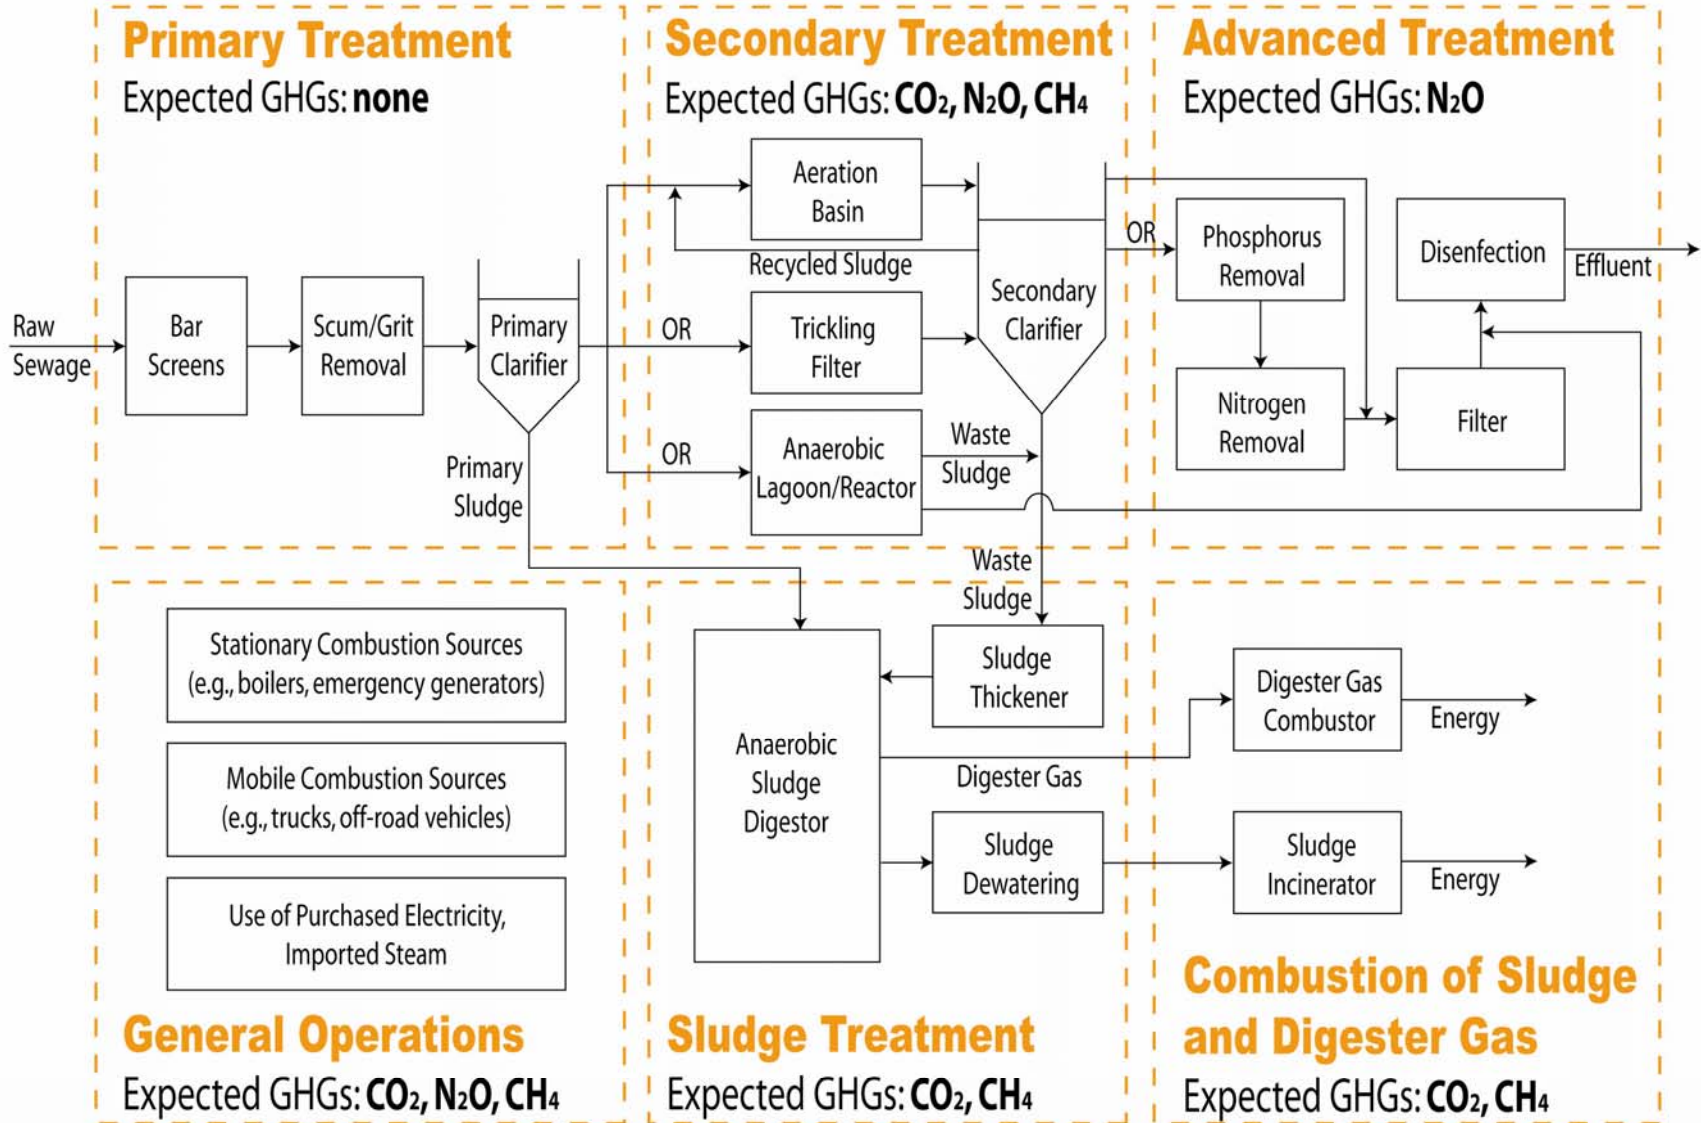 Primary Treatment
Expected GHGs: none
Raw
Sewage
Bar
Screens
Scum/Grit
Removal
Primary
Clarifier
Primary
Sludge
Secondary Treatment
Expected GHGs: CO₂, N₂O, CH₄
Aeration
Basin
Recycled Sludge
OR
Trickling
Filter
OR
Anaerobic
Lagoon/Reactor
Secondary
Clarifier
Waste
Sludge
Waste
Sludge
Advanced Treatment
Expected GHGs: N₂O
OR
Phosphorus
Removal
Nitrogen
Removal
Filter
Disenfection
Effluent
Stationary Combustion Sources
(e.g., boilers, emergency generators)
Mobile Combustion Sources
(e.g., trucks, off-road vehicles)
Use of Purchased Electricity,
Imported Steam
General Operations
Expected GHGs: CO₂, N₂O, CH₄
Anaerobic
Sludge
Digestor
Sludge
Thickener
Digester Gas
Sludge
Dewatering
Sludge Treatment
Expected GHGs: CO₂, CH₄
Digester Gas
Combustor
Energy
Sludge
Incinerator
Energy
Combustion of Sludge
and Digester Gas
Expected GHGs: CO₂, CH₄